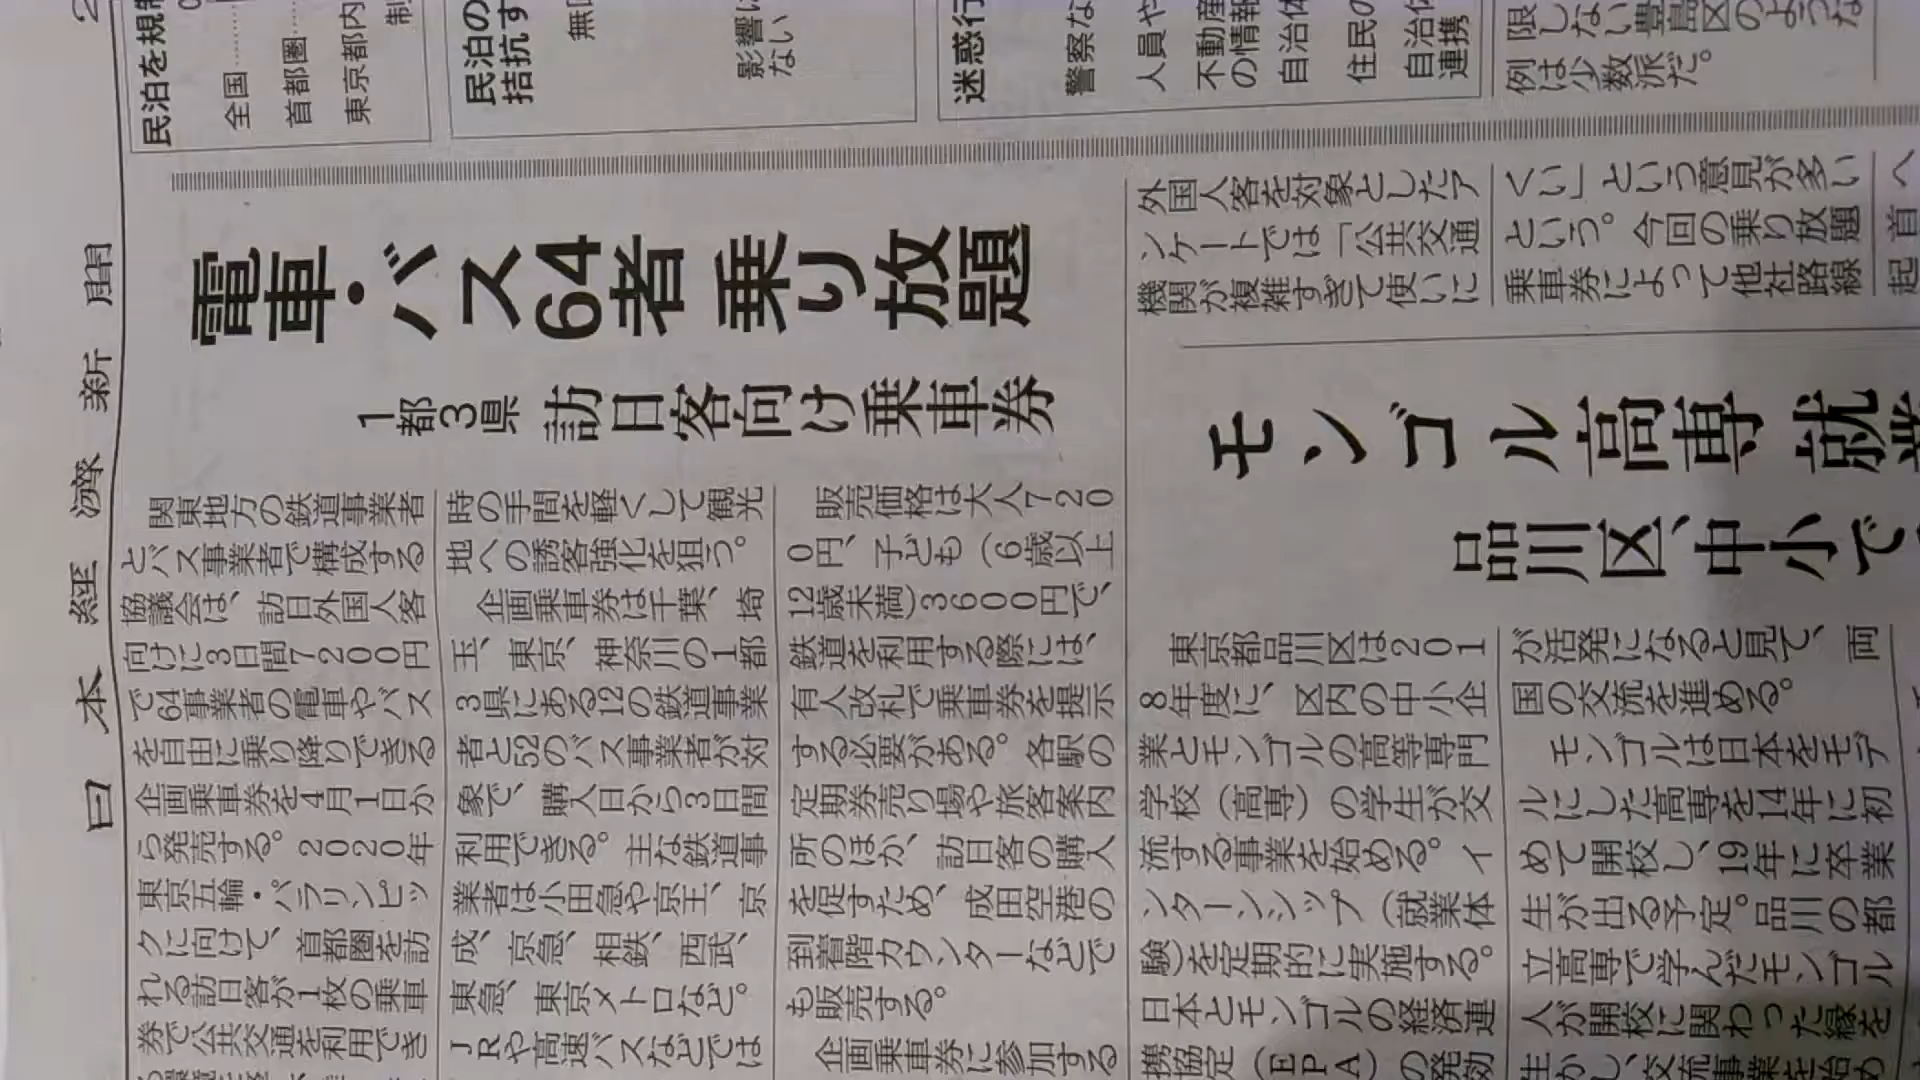 日本経済新聞
民泊を規制
全国
首都圏
東京都内
民泊の
拮抗す
影響に
ない
迷惑行
警察な
人員や
不動産
の情報
自治体
住民の
自治体
連携
限しない豊島区のような
例は少数派だ。
電車・バス64者 乗り放題
1都3県 訪日客向け乗車券
関東地方の鉄道事業者
とバス事業者で構成する
協議会は、訪日外国人客
向けに3日間7200円
で64事業者の電車やバス
を自由に乗り降りできる
企画乗車券を4月1日か
ら発売する。2020年
東京五輪・パラリンピッ
クに向けて、首都圏を訪
れる訪日客が1枚の乗車
券で公共交通を利用でき
時の手間を軽くして観光
地への誘客強化を狙う。
企画乗車券は千葉、埼
玉、東京、神奈川の1都
3県にある12の鉄道事業
者と52のバス事業者が対
象で、購入日から3日間
利用できる。主な鉄道事
業者は小田急や京王、京
成、京急、相鉄、西武、
東急、東京メトロなど。
JRや高速バスなどでは
販売価格は大人720
0円、子ども(6歳以上
12歳未満)3600円で、
鉄道を利用する際には、
有人改札で乗車券を提示
する必要がある。各駅の
定期券売り場や旅客案内
所のほか、訪日客の購入
を促すため、成田空港の
到着階カウンターなどで
も販売する。
企画乗車券に参加する
外国人客を対象としたア
ンケートでは「公共交通
機関が複雑すぎて使いに
くい」という意見が多い
という。今回の乗り放題
乗車券によって他社路線
へ
首
起
モンゴル高専 就業
品川区、中小で
東京都品川区は201
8年度に、区内の中小企
業とモンゴルの高等専門
学校(高専)の学生が交
流する事業を始める。イ
ンターンシップ(就業体
験)を定期的に実施する。
日本とモンゴルの経済連
携協定(EPA)の発効
が活発になると見て、両
国の交流を進める。
モンゴルは日本をモデ
ルにした高専を14年に初
めて開校し、19年に卒業
生が出る予定。品川の都
立高専で学んだモンゴル
人が開校に関わった縁を
生かし、交流事業を始め